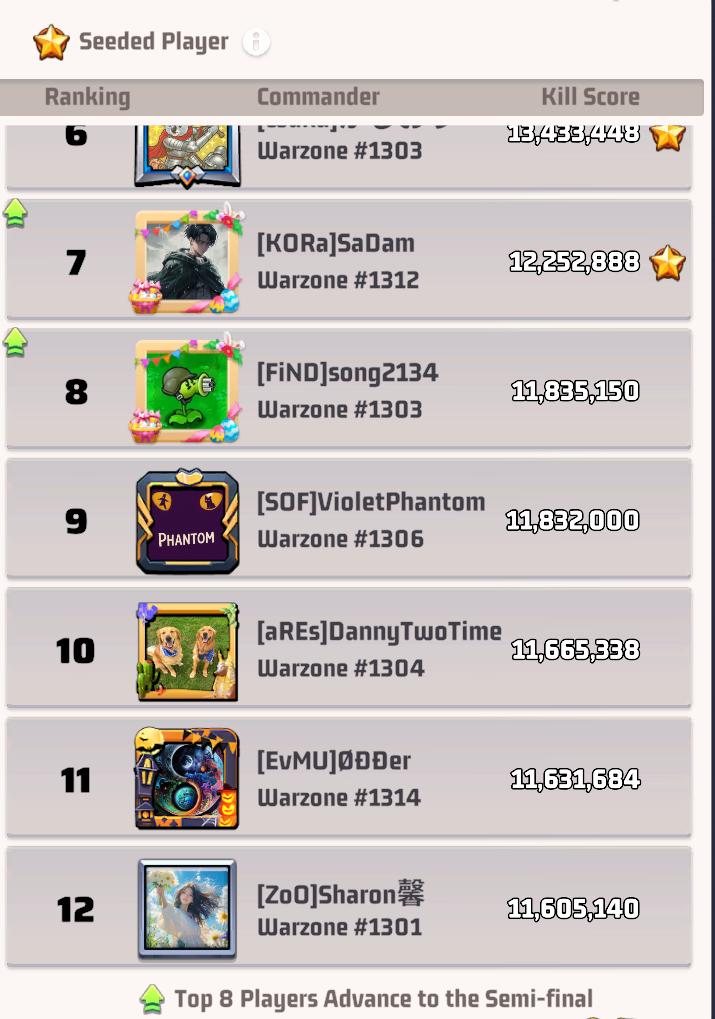 Seeded Player
Ranking Commander Kill Score
6
13,433,448
Warzone #1303
7
[KORa]SaDam
12,252,888
Warzone #1312
8
[FiND]song2134
11,835,150
Warzone #1303
9
[SOF]VioletPhantom
11,832,000
Warzone #1306
PHANTOM
10
[aREs]DannyTwoTime
11,665,338
Warzone #1304
11
[EvMU]ØĐĐer
11,631,684
Warzone #1314
12
[ZoO]Sharon馨
11,605,140
Warzone #1301
Top 8 Players Advance to the Semi-final